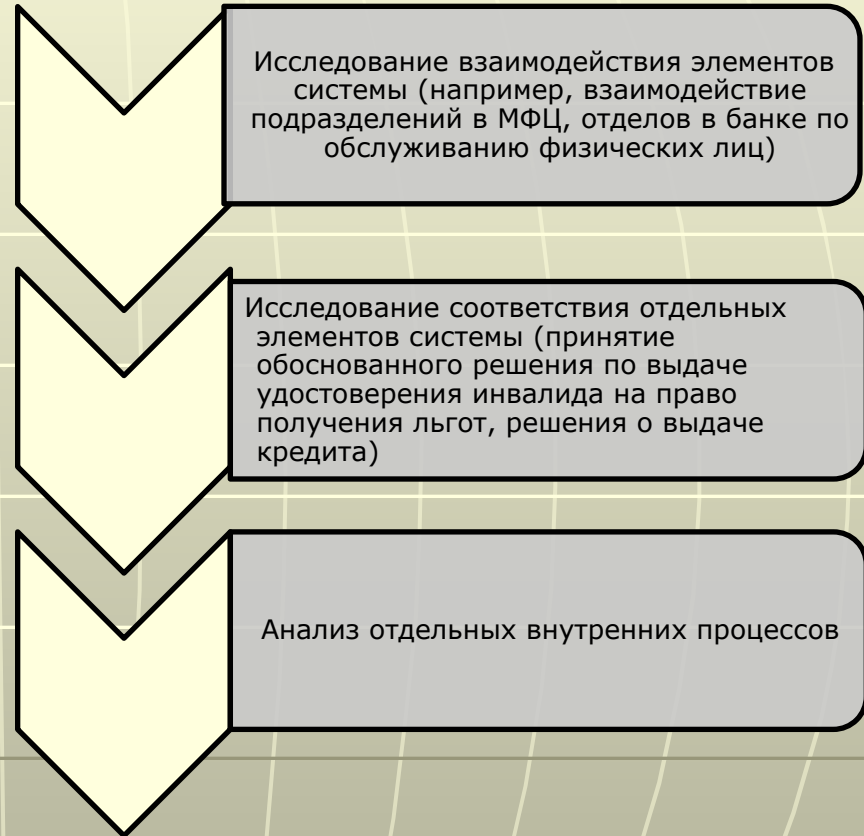 Исследование взаимодействия элементов
системы (например, взаимодействие
подразделений в МФЦ, отделов в банке по
обслуживанию физических лиц)
Исследование соответствия отдельных
элементов системы (принятие
обоснованного решения по выдаче
удостоверения инвалида на право
получения льгот, решения о выдаче
кредита)
Анализ отдельных внутренних процессов